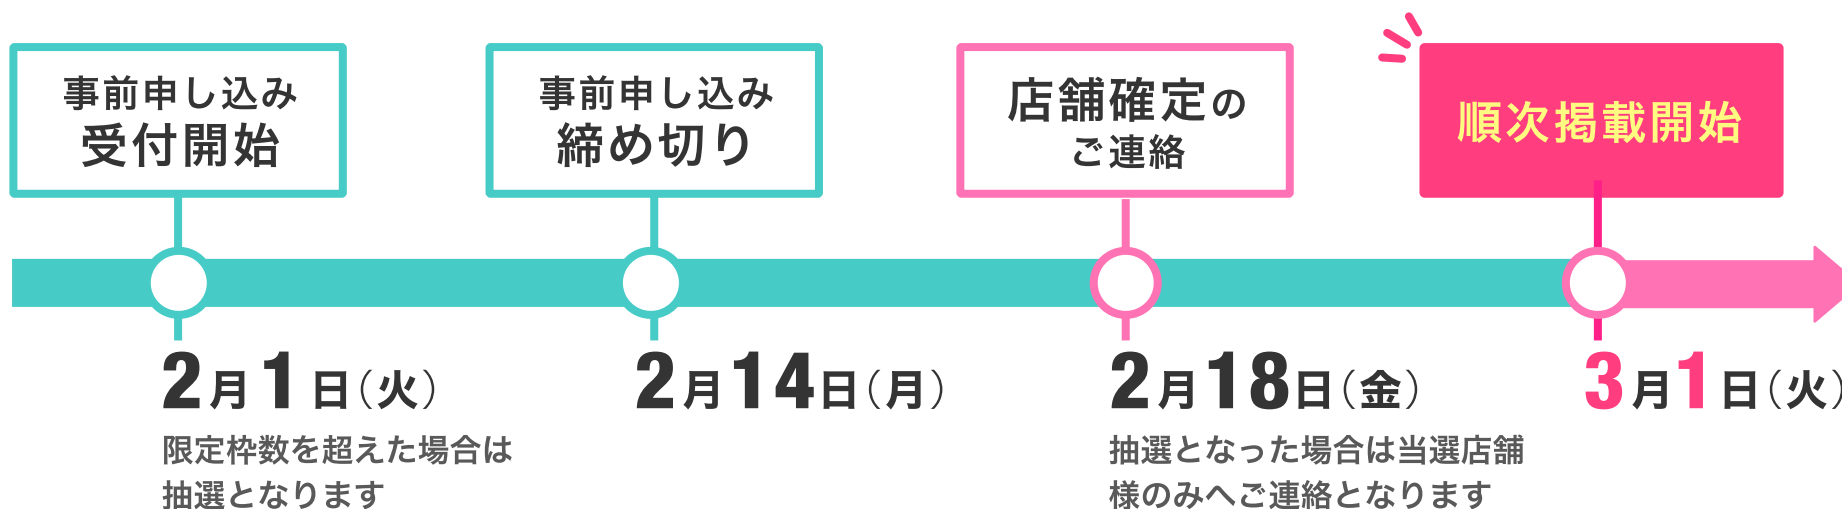 事前申し込み
受付開始
事前申し込み
締め切り
店舗確定の
ご連絡
順次掲載開始
2月1日(火)
限定枠数を超えた場合は
抽選となります
2月14日(月)
2月18日(金)
抽選となった場合は当選店舗
様のみへご連絡となります
3月1日(火)